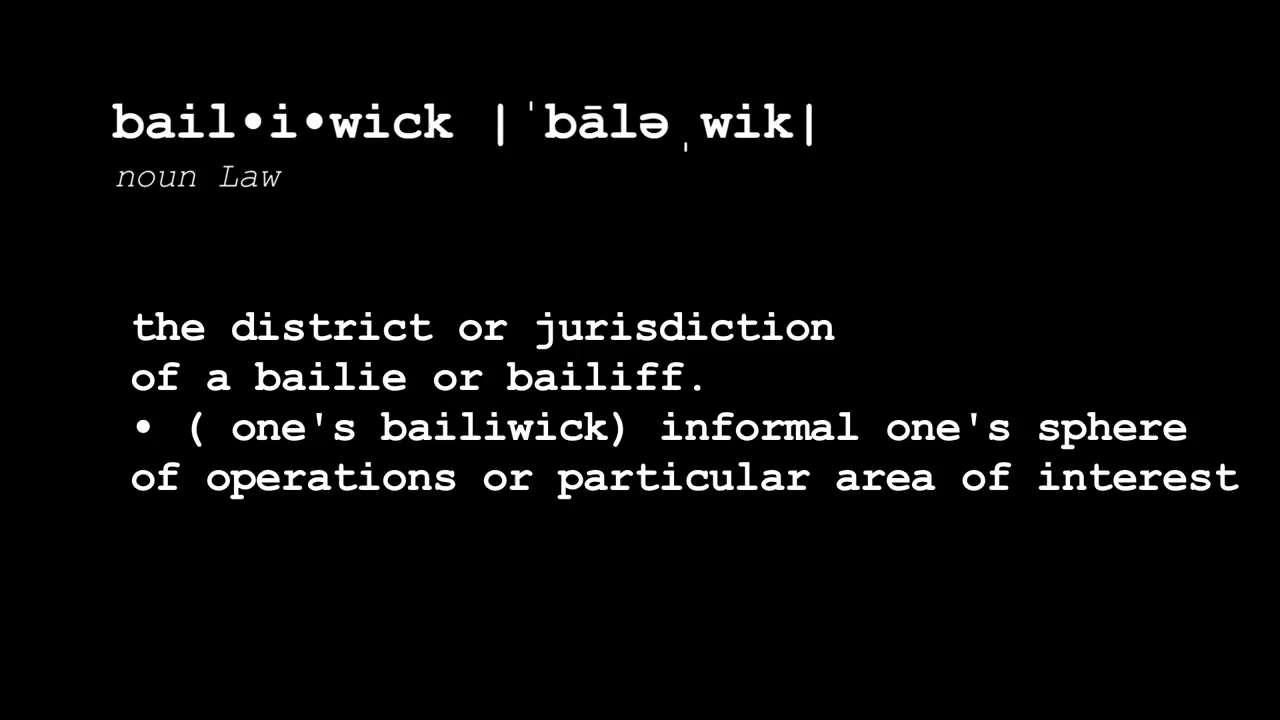 bail•i•wick |ˈbāləˌwik|
noun Law
the district or jurisdiction
of a bailie or bailiff.
• ( one's bailiwick) informal one's sphere
of operations or particular area of interest